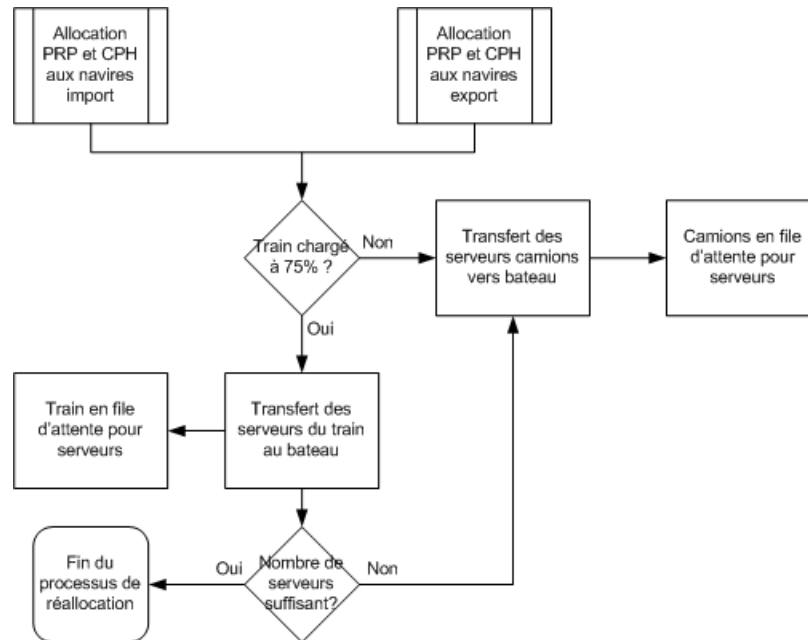 Allocation
PRP et CPH
aux navires
import
Allocation
PRP et CPH
aux navires
export
Train chargé
à 75% ?
Non
Transfert des
serveurs camions
vers bateau
Camions en file
d'attente pour
serveurs
Oui
Train en file
d'attente pour
serveurs
Transfert des
serveurs du train
au bateau
Fin du
processus de
réallocation
Oui
Nombre de
serveurs
suffisant?
Non